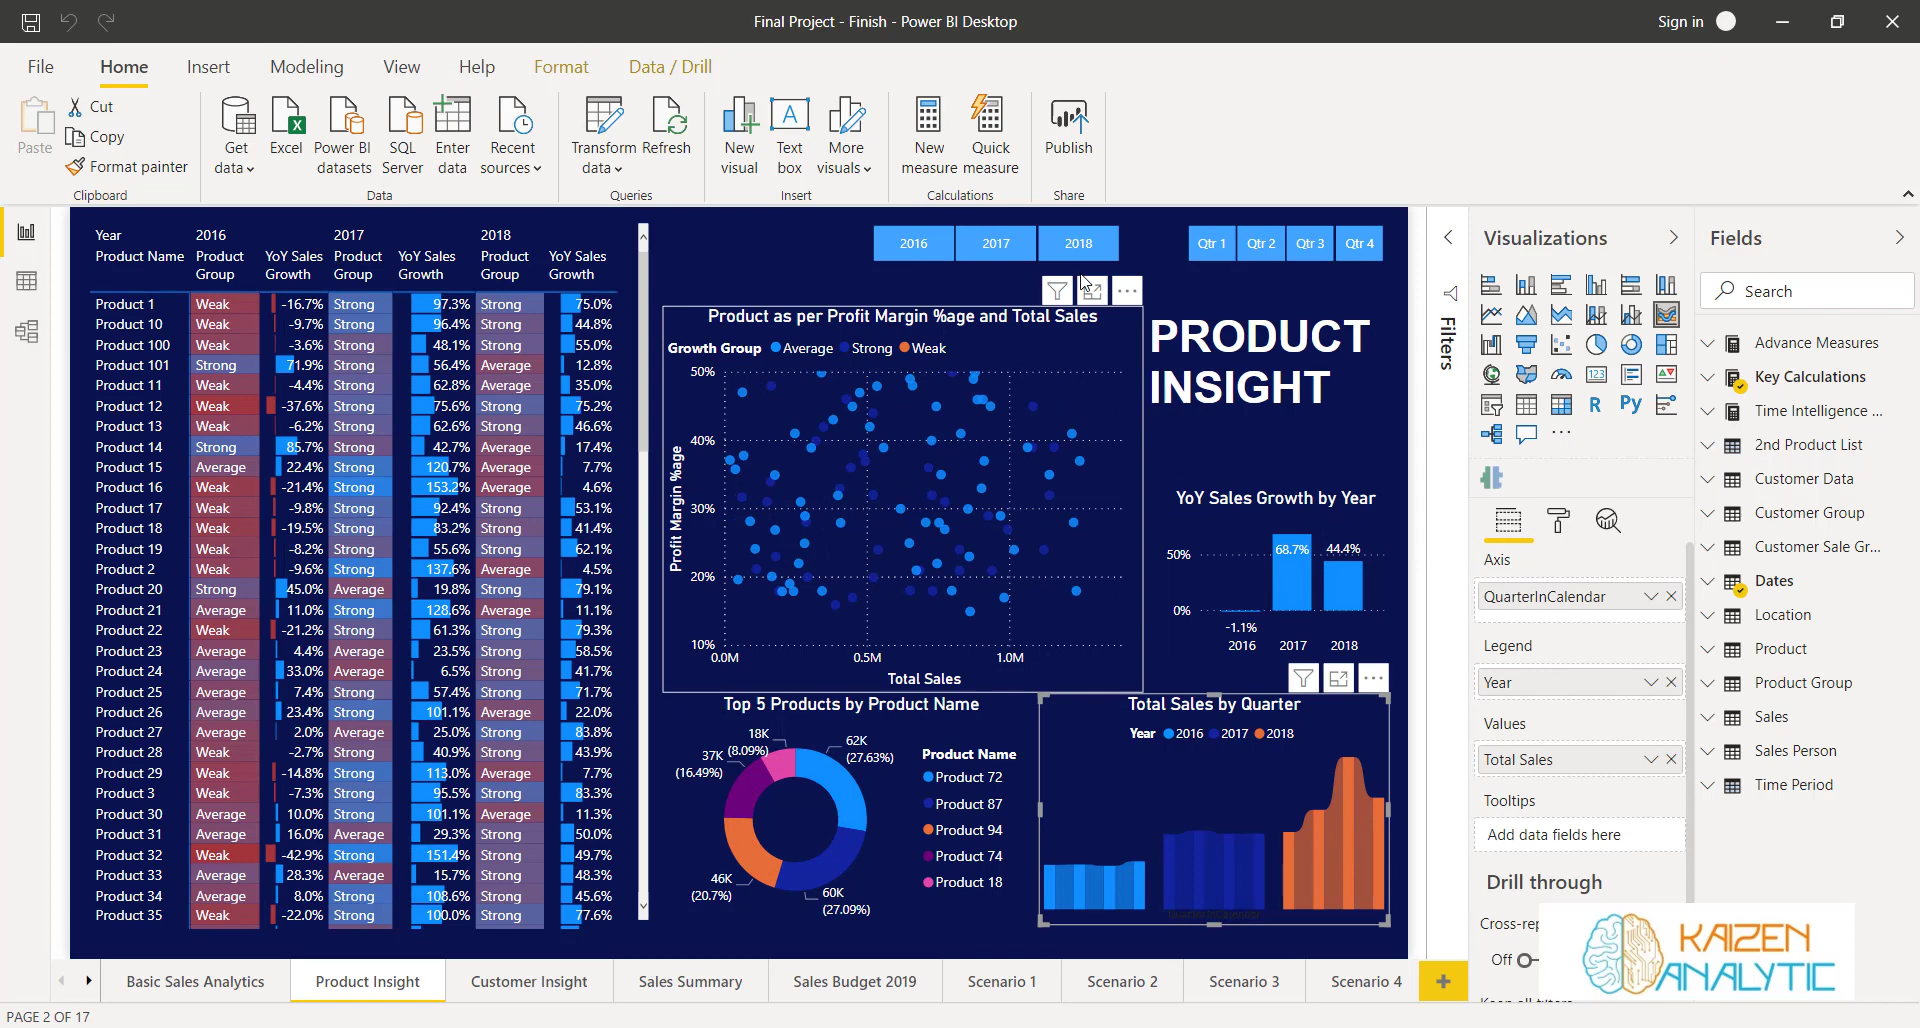 Final Project - Finish - Power BI Desktop
Sign in
File Home Insert Modeling View Help Format Data / Drill
Paste
Cut
Copy
Format painter
Clipboard
Get data
Excel
Power BI datasets
SQL Server
Enter data
Recent sources
Data
Transform data
Refresh
Queries
New visual
Text box
More visuals
Insert
New measure
Quick measure
Calculations
Publish
Share
Year 2016 2017 2018
Product Name Product Group YoY Sales Growth Product Group YoY Sales Growth Product Group YoY Sales Growth
Product 1 Weak -16.7% Strong 97.3% Strong 75.0%
Product 10 Weak -9.7% Strong 96.4% Strong 44.8%
Product 100 Weak -3.6% Strong 48.1% Strong 55.0%
Product 101 Strong 71.9% Strong 56.4% Average 12.8%
Product 11 Weak -4.4% Strong 62.8% Average 35.0%
Product 12 Weak -37.6% Strong 75.6% Strong 75.2%
Product 13 Weak -6.2% Strong 62.6% Strong 46.6%
Product 14 Strong 85.7% Strong 42.7% Average 17.4%
Product 15 Average 22.4% Strong 120.7% Average 7.7%
Product 16 Weak -21.4% Strong 153.2% Average 4.6%
Product 17 Weak -9.8% Strong 92.4% Strong 53.1%
Product 18 Weak -19.5% Strong 83.2% Strong 41.4%
Product 19 Weak -8.2% Strong 55.6% Strong 62.1%
Product 2 Weak -9.6% Strong 137.6% Average 4.5%
Product 20 Strong 45.0% Average 19.8% Strong 79.1%
Product 21 Average 11.0% Strong 128.6% Average 11.1%
Product 22 Weak -21.2% Strong 61.3% Strong 79.3%
Product 23 Average 4.4% Average 23.5% Strong 58.5%
Product 24 Average 33.0% Average 6.5% Strong 41.7%
Product 25 Average 7.4% Strong 57.4% Strong 71.7%
Product 26 Average 23.4% Strong 101.1% Average 22.0%
Product 27 Average 2.0% Average 25.0% Strong 83.8%
Product 28 Weak -2.7% Strong 40.9% Strong 43.9%
Product 29 Weak -14.8% Strong 113.0% Average 7.7%
Product 3 Weak -7.3% Strong 95.5% Strong 83.3%
Product 30 Average 10.0% Strong 101.1% Average 11.3%
Product 31 Average 16.0% Average 29.3% Strong 50.0%
Product 32 Weak -42.9% Strong 151.4% Strong 49.7%
Product 33 Average 28.3% Average 15.7% Strong 48.3%
Product 34 Average 8.0% Strong 108.6% Strong 45.6%
Product 35 Weak -22.0% Strong 100.0% Strong 77.6%
2016 2017 2018
Qtr 1 Qtr 2 Qtr 3 Qtr 4
Product as per Profit Margin %age and Total Sales
Growth Group Average Strong Weak
Profit Margin %age
50%
40%
30%
20%
10%
0.0M 0.5M 1.0M
Total Sales
PRODUCT
INSIGHT
YoY Sales Growth by Year
50%
0%
68.7% 44.4%
-1.1%
2016 2017 2018
Top 5 Products by Product Name
18K
(8.09%)
37K
(16.49%)
62K
(27.63%)
46K
(20.7%)
60K
(27.09%)
Product Name
Product 72
Product 87
Product 94
Product 74
Product 18
Total Sales by Quarter
Year 2016 2017 2018
QuarterInCalendar
Filters
Visualizations
R Py
123
Axis
QuarterInCalendar
Legend
Year
Values
Total Sales
Tooltips
Add data fields here
Drill through
Cross-rep
Off
Fields
Search
Advance Measures
Key Calculations
Time Intelligence ...
2nd Product List
Customer Data
Customer Group
Customer Sale Gr...
Dates
Location
Product
Product Group
Sales
Sales Person
Time Period
KAIZEN
ANALYTIC
Basic Sales Analytics Product Insight Customer Insight Sales Summary Sales Budget 2019 Scenario 1 Scenario 2 Scenario 3 Scenario 4
PAGE 2 OF 17